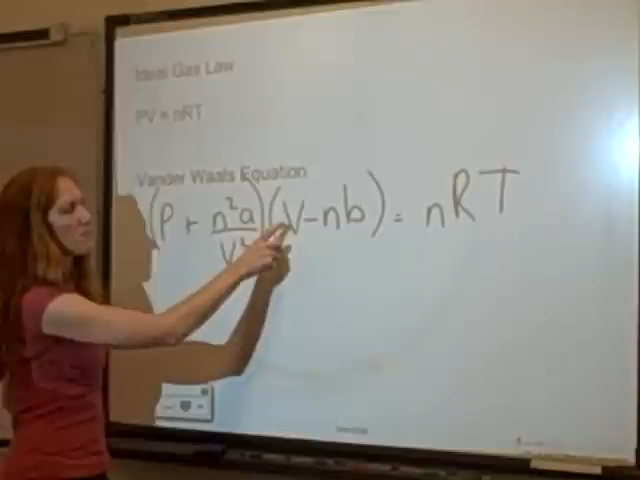 Ideal Gas Law
PV = nRT
Vander Waals Equation
(P + n²a/V²)(V - nb) = nRT